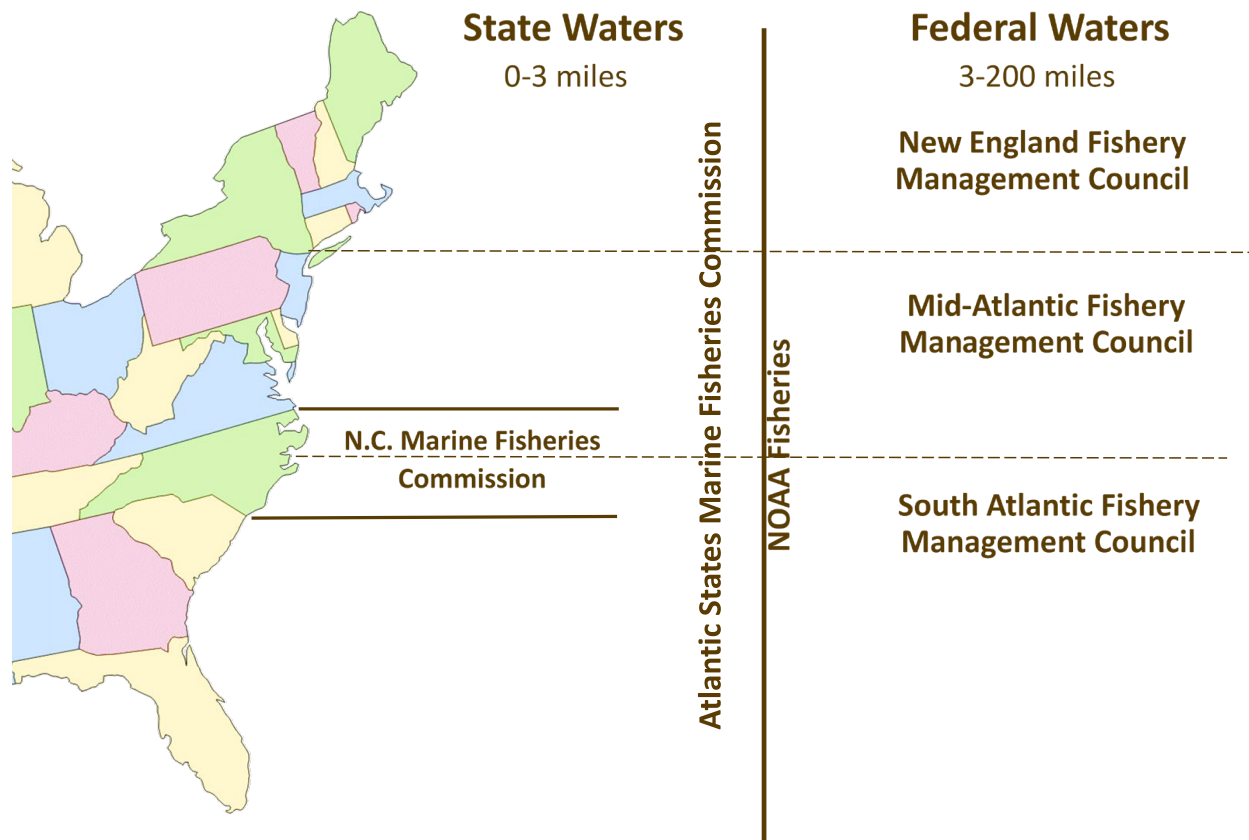 State Waters
0-3 miles
Federal Waters
3-200 miles
New England Fishery
Management Council
Mid-Atlantic Fishery
Management Council
South Atlantic Fishery
Management Council
N.C. Marine Fisheries
Commission
Atlantic States Marine Fisheries Commission
NOAA Fisheries